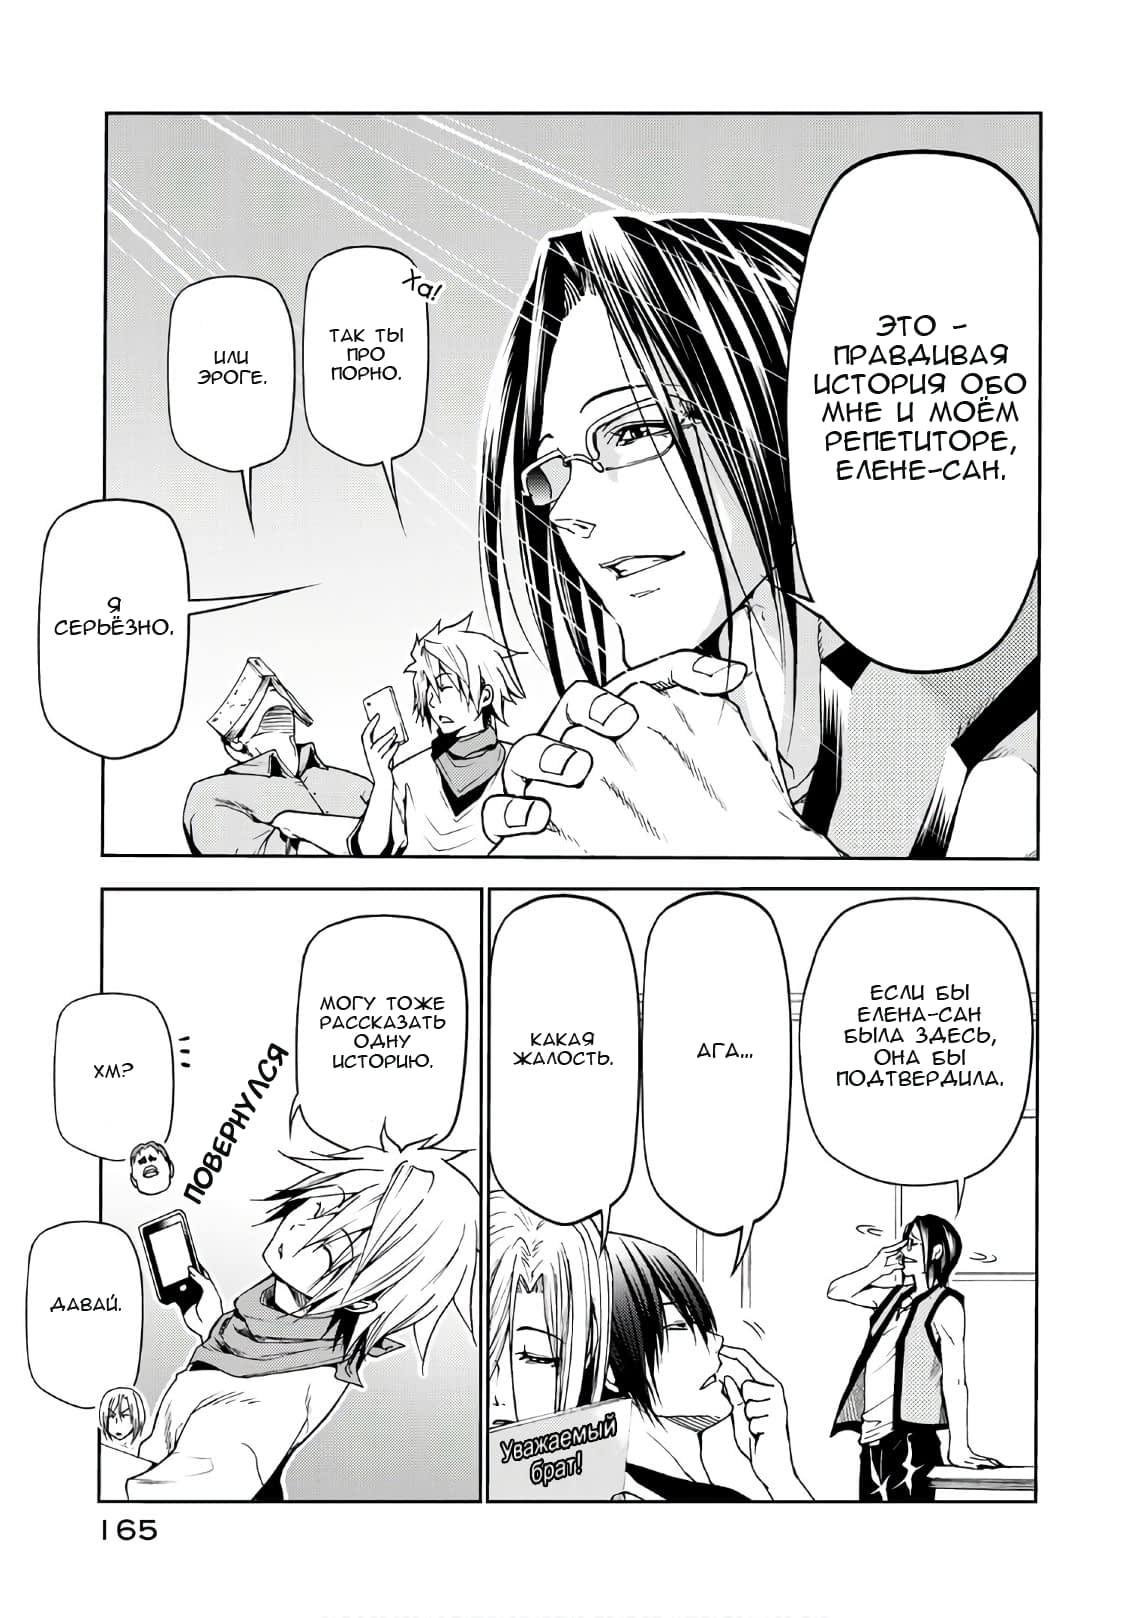 ЭТО -
ПРАВДИВАЯ
ИСТОРИЯ ОБО
МНЕ И МОЁМ
РЕПЕТИТОРЕ,
ЕЛЕНЕ-САН.
Ха!
ТАК ТЫ
ПРО
ПОРНО.
ИЛИ
ЭРОГЕ.
Я
СЕРЬЁЗНО.
ЕСЛИ БЫ
ЕЛЕНА-САН
БЫЛА ЗДЕСЬ,
ОНА БЫ
ПОДТВЕРДИЛА.
АГА...
КАКАЯ
ЖАЛОСТЬ.
Уважаемый
брат!
МОГУ ТОЖЕ
РАССКАЗАТЬ
ОДНУ
ИСТОРИЮ.
ПОВЕРНУЛСЯ
ХМ?
ДАВАЙ.
165